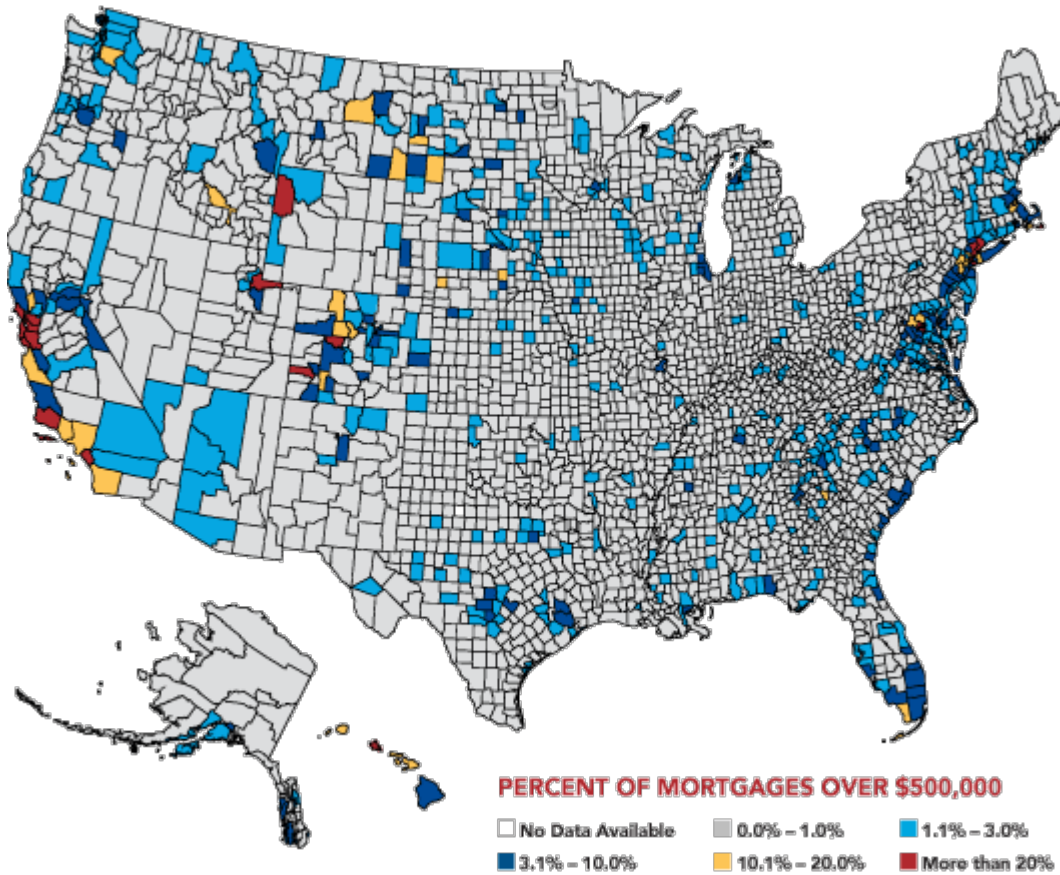 PERCENT OF MORTGAGES OVER $500,000
No Data Available 0.0% – 1.0% 1.1% – 3.0%
3.1% – 10.0% 10.1% – 20.0% More than 20%